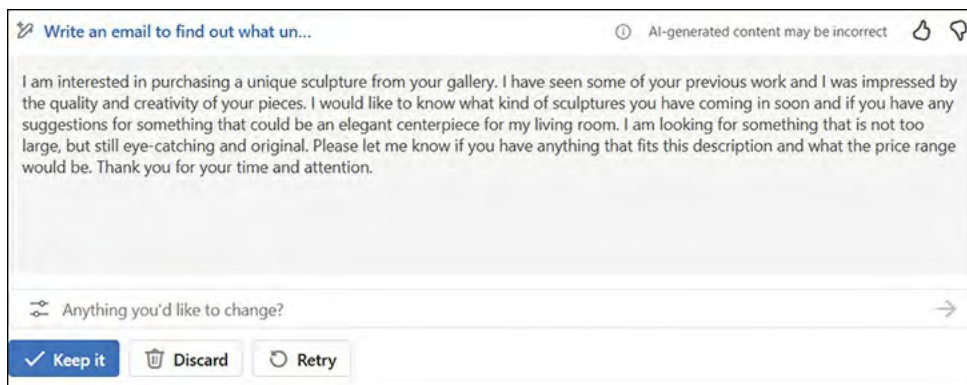 Write an email to find out what un...
AI-generated content may be incorrect
I am interested in purchasing a unique sculpture from your gallery. I have seen some of your previous work and I was impressed by
the quality and creativity of your pieces. I would like to know what kind of sculptures you have coming in soon and if you have any
suggestions for something that could be an elegant centerpiece for my living room. I am looking for something that is not too
large, but still eye-catching and original. Please let me know if you have anything that fits this description and what the price range
would be. Thank you for your time and attention.
Anything you'd like to change?
Keep it
Discard
Retry